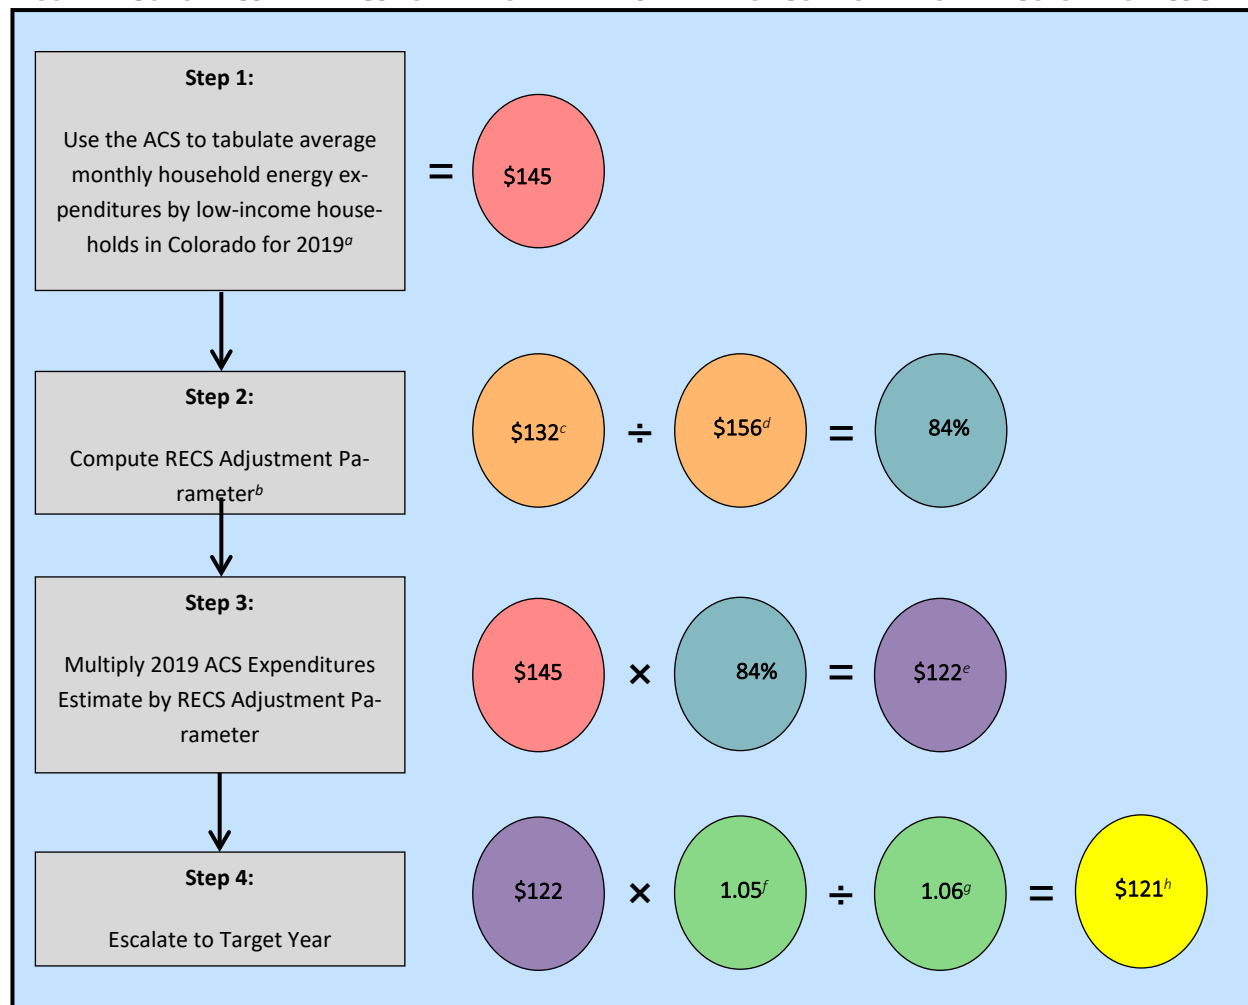 Step 1:
Use the ACS to tabulate average
monthly household energy ex-
penditures by low-income house-
holds in Colorado for 2019a
=
$145
Step 2:
Compute RECS Adjustment Pa-
rameterb
$132c ÷ $156d = 84%
Step 3:
Multiply 2019 ACS Expenditures
Estimate by RECS Adjustment Pa-
rameter
$145 × 84% = $122e
Step 4:
Escalate to Target Year
$122 × 1.05f ÷ 1.06g = $121h